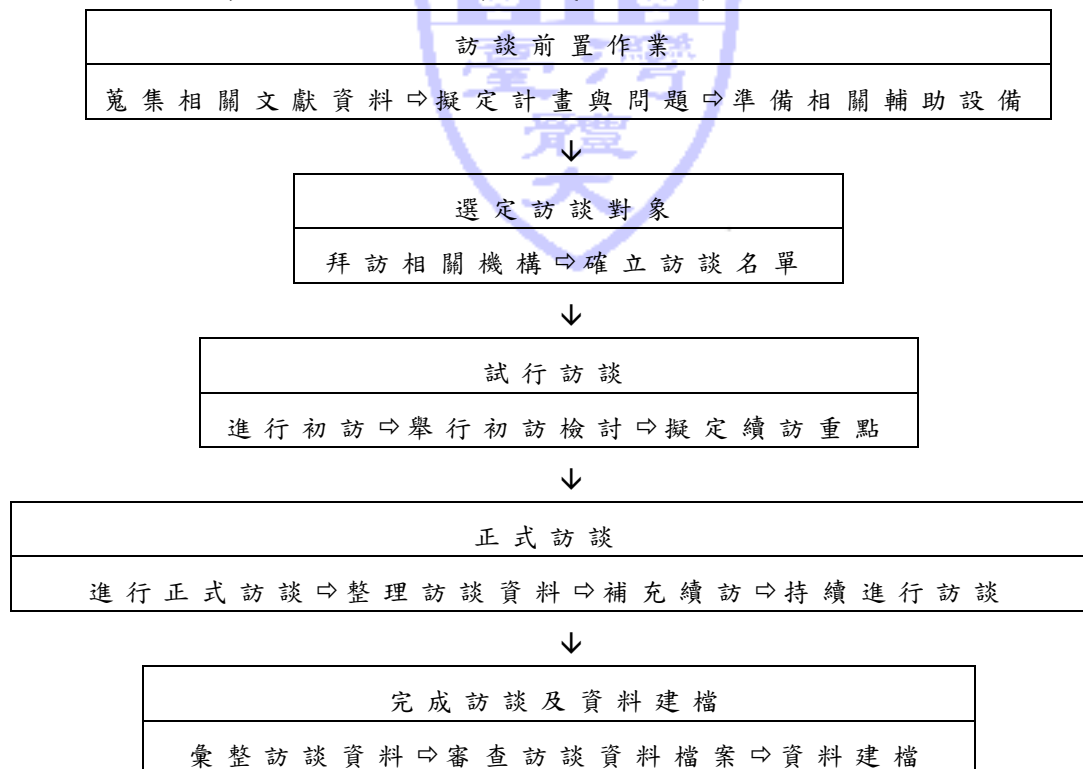 訪談前置作業
蒐集相關文獻資料⇨擬定計畫與問題⇨準備相關輔助設備
↓
選定訪談對象
拜訪相關機構⇨確立訪談名單
↓
試行訪談
進行初訪⇨舉行初訪檢討⇨擬定續訪重點
↓
正式訪談
進行正式訪談⇨整理訪談資料⇨補充續訪⇨持續進行訪談
↓
完成訪談及資料建檔
彙整訪談資料⇨審查訪談資料檔案⇨資料建檔
臺灣
體
大